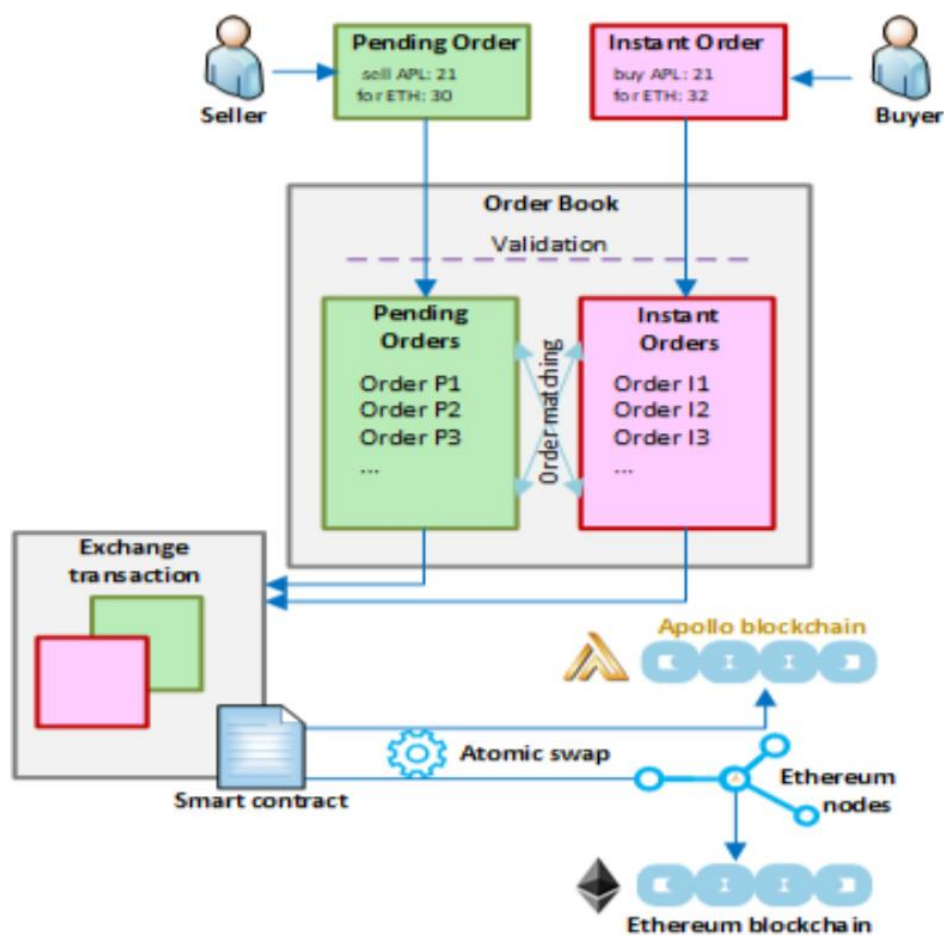 Pending Order
sell APL: 21
for ETH: 30
Instant Order
buy APL: 21
for ETH: 32
Seller
Buyer
Order Book
Validation
Pending
Orders
Order P1
Order P2
Order P3
...
Order matching
Instant
Orders
Order I1
Order I2
Order I3
...
Exchange
transaction
Apollo blockchain
Atomic swap
Smart contract
Ethereum
nodes
Ethereum blockchain